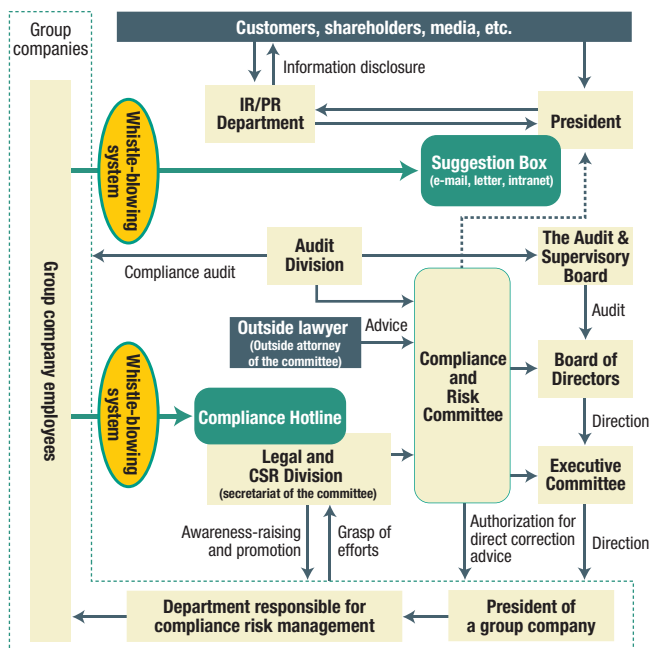 Group
companies
Customers, shareholders, media, etc.
Information disclosure
IR/PR
Department
President
Whistle-blowing
system
Suggestion Box
(e-mail, letter, intranet)
Audit
Division
The Audit &
Supervisory
Board
Compliance audit
Audit
Outside lawyer
(Outside attorney
of the committee)
Advice
Compliance
and
Risk
Committee
Board of
Directors
Group company employees
Whistle-blowing
system
Compliance Hotline
Direction
Legal and
CSR Division
(secretariat of the committee)
Executive
Committee
Awareness-raising
and promotion
Grasp of
efforts
Authorization for
direct correction
advice
Direction
Department responsible for
compliance risk management
President of
a group company